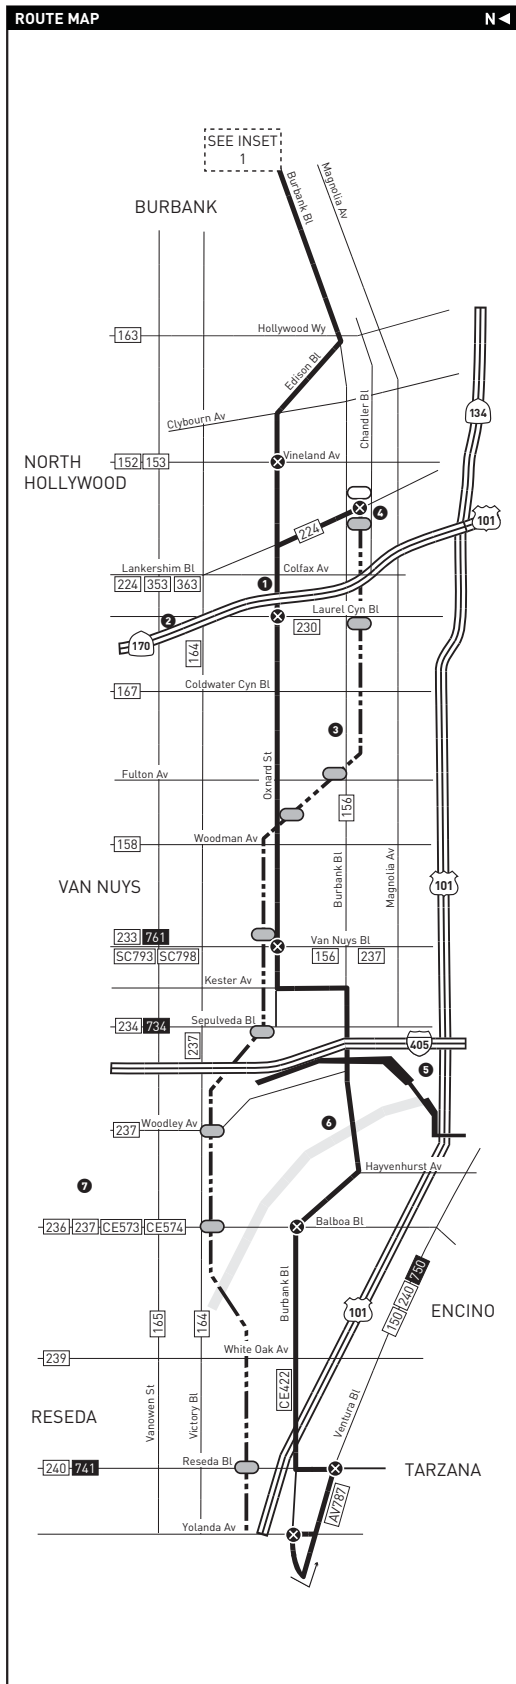 ROUTE MAP
N
SEE INSET
1
Burbank Bl
Magnolia Av
BURBANK
163
Hollywood Wy
Edison Bl
Chandler Bl
Clybourn Av
134
NORTH
HOLLYWOOD
152 153
Vineland Av
4
224
101
Lankershim Bl
Colfax Av
224 353 363
1
2
Laurel Cyn Bl
230
170
164
Coldwater Cyn Bl
167
3
Oxnard St
Fulton Av
156
Woodman Av
158
Burbank Bl
Magnolia Av
VAN NUYS
101
233 761
Van Nuys Bl
SC793 SC798
156 237
Kester Av
Sepulveda Bl
234 734
237
405
5
Woodley Av
237
6
Hayvenhurst Av
7
Balboa Bl
236 237 CE573 CE574
Burbank Bl
150 240 750
101
ENCINO
165
164
White Oak Av
239
CE422
Vanowen St
Victory Bl
Ventura Bl
RESEDA
Reseda Bl
240 741
TARZANA
AV787
Yolanda Av